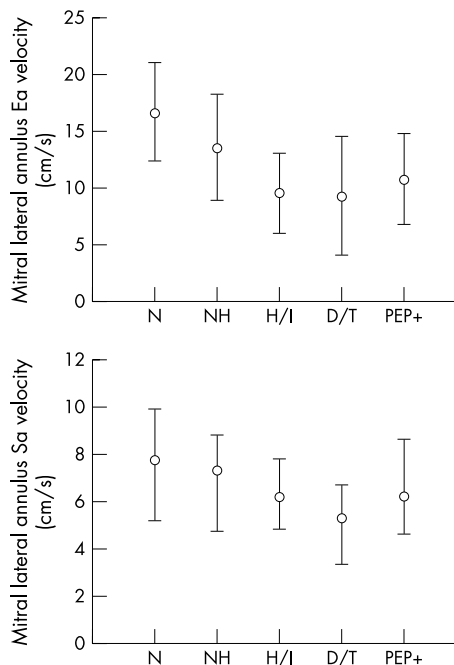 Mitral lateral annulus Ea velocity
(cm/s)
25
20
15
10
5
0
N NH H/I D/T PEP+
Mitral lateral annulus Sa velocity
(cm/s)
12
10
8
6
4
2
0
N NH H/I D/T PEP+